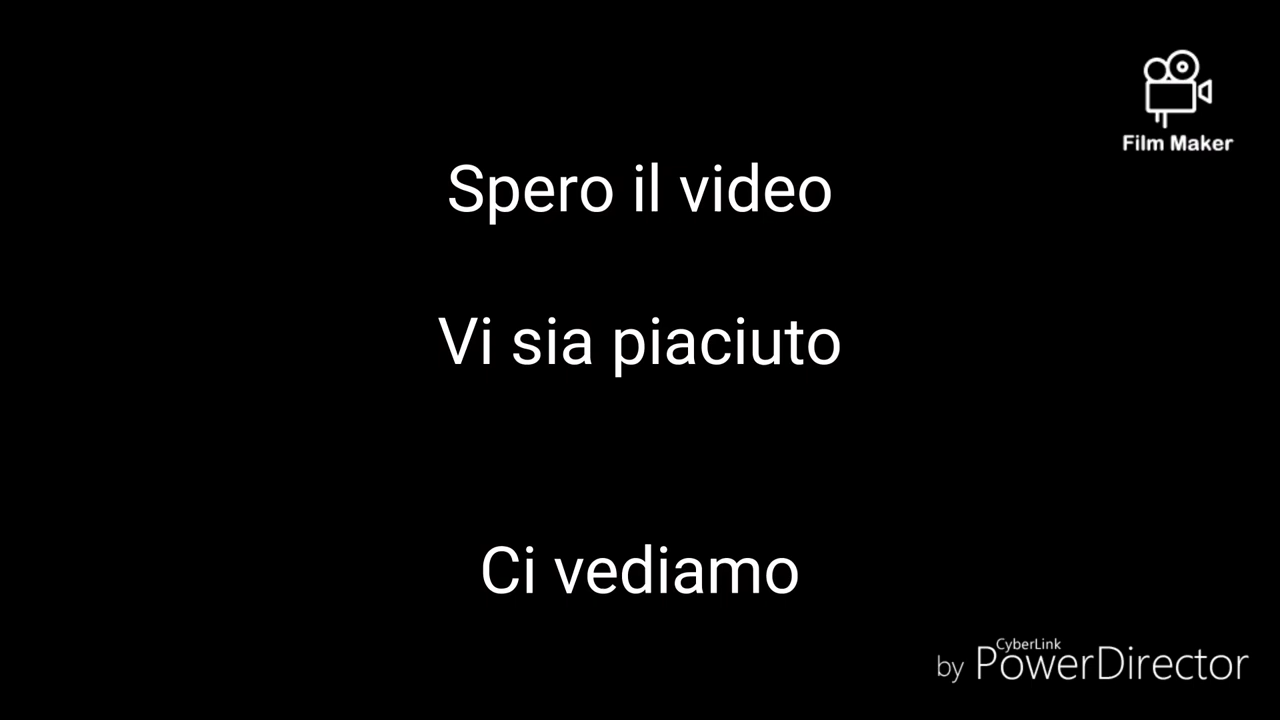 Film Maker
Spero il video
Vi sia piaciuto
Ci vediamo
CyberLink
by PowerDirector